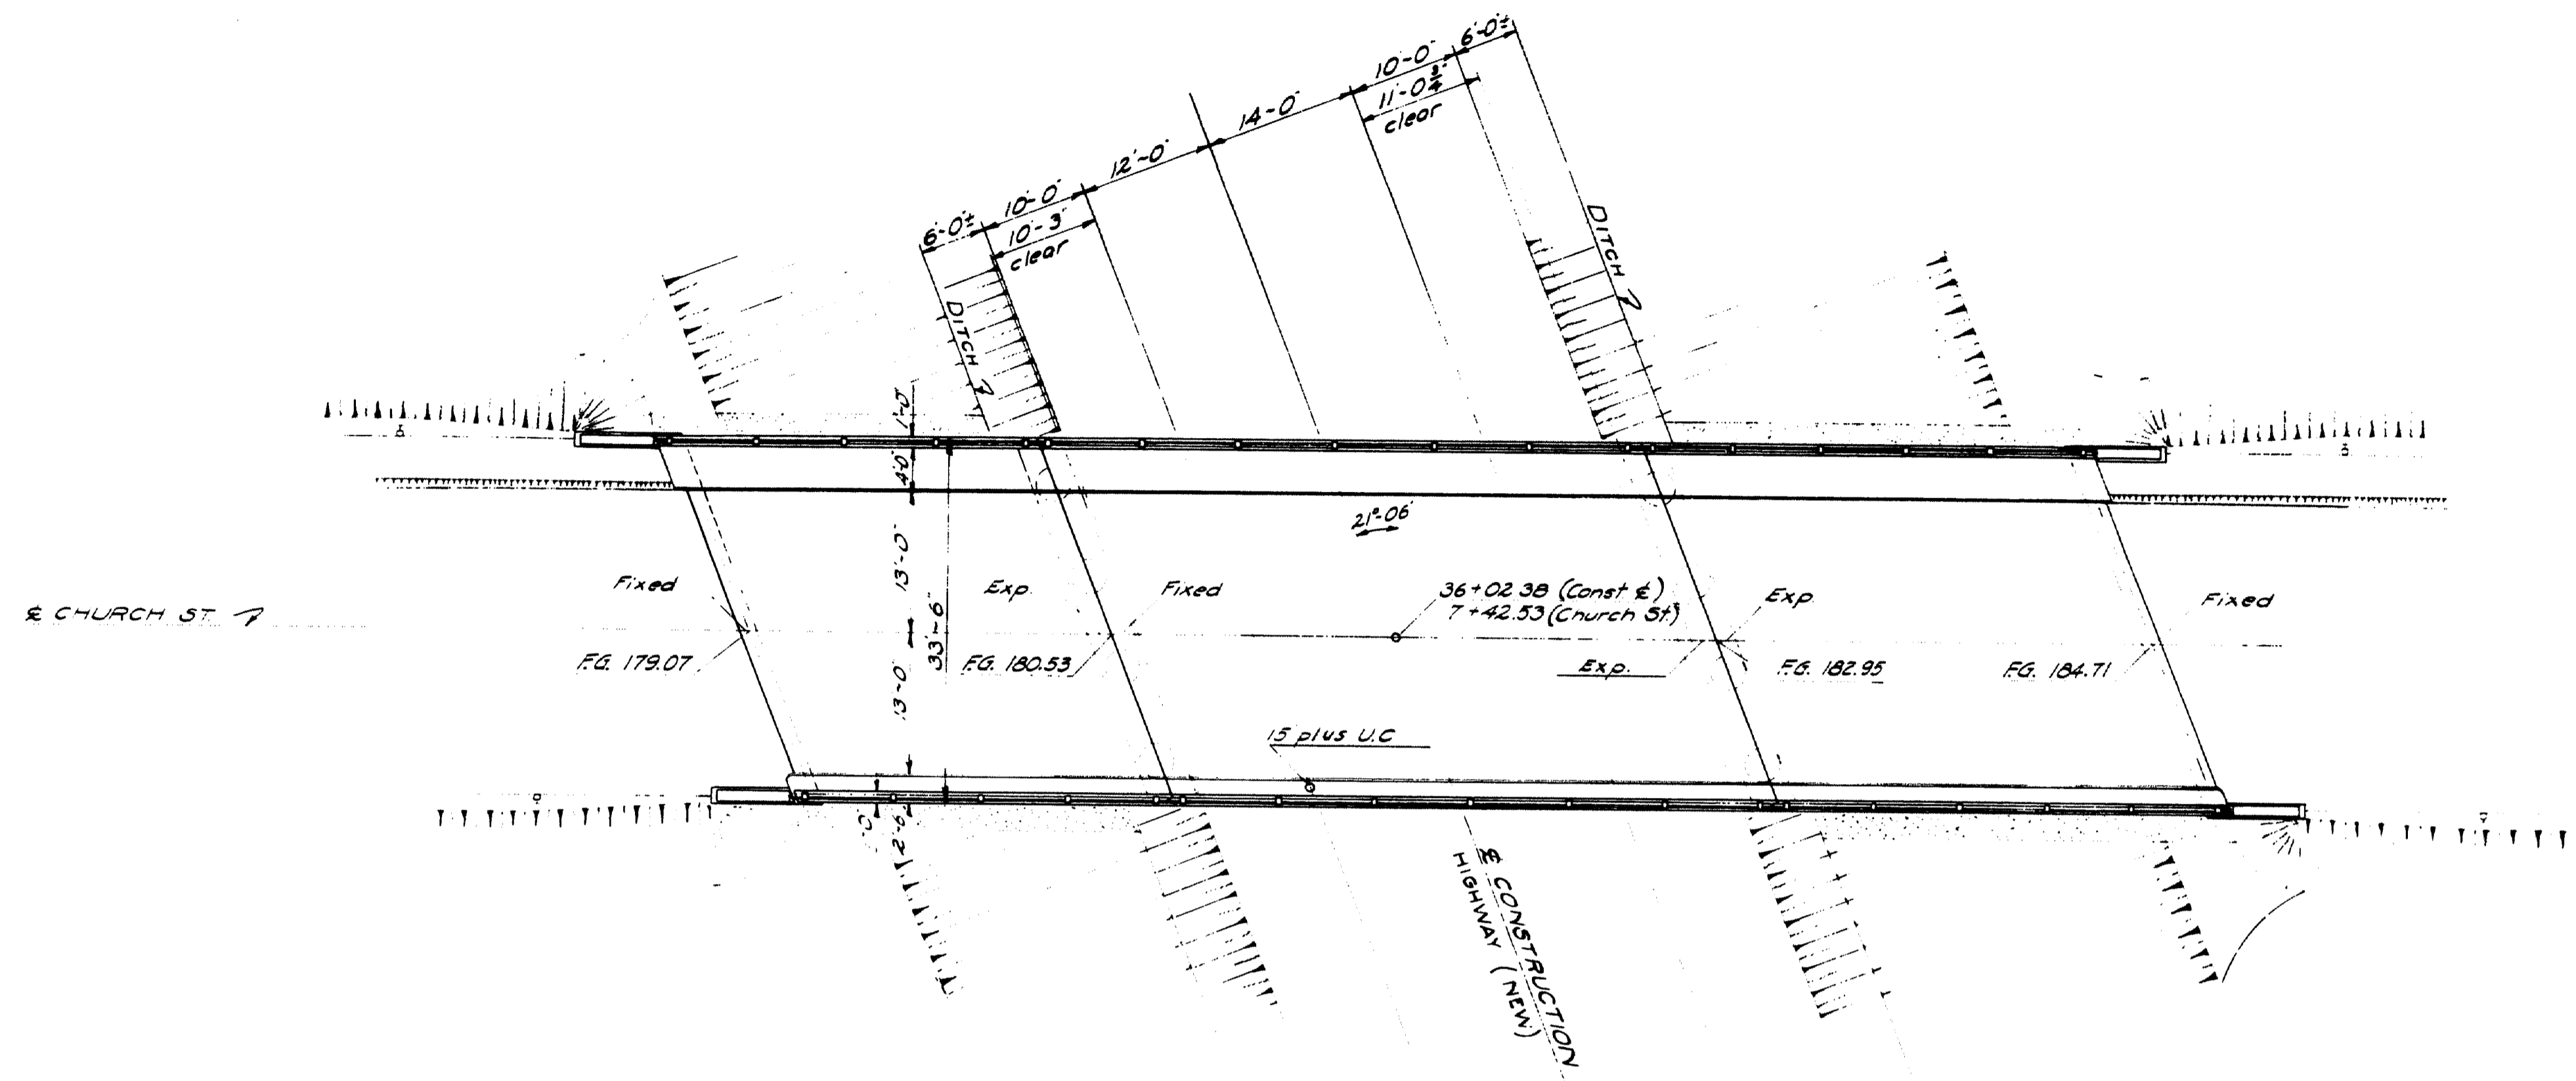 6'-0"±
10'-0"
14'-0"
11'-0 3/4"
clear
12'-0"
10'-0"
6'-0"±
10'-3"
clear
DITCH
DITCH
1'-0"
4'-0"
21°-06'
13'-0"
33'-6"
Fixed
Exp.
Fixed
36+02.38 (Const ℄)
7+42.53 (Church St.)
Exp.
Fixed
℄ CHURCH ST.
F.G. 179.07
F.G. 180.53
Exp.
F.G. 182.95
F.G. 184.71
13'-0"
15 plus U.C
2'-6"
℄ CONSTRUCTION
HIGHWAY (NEW)